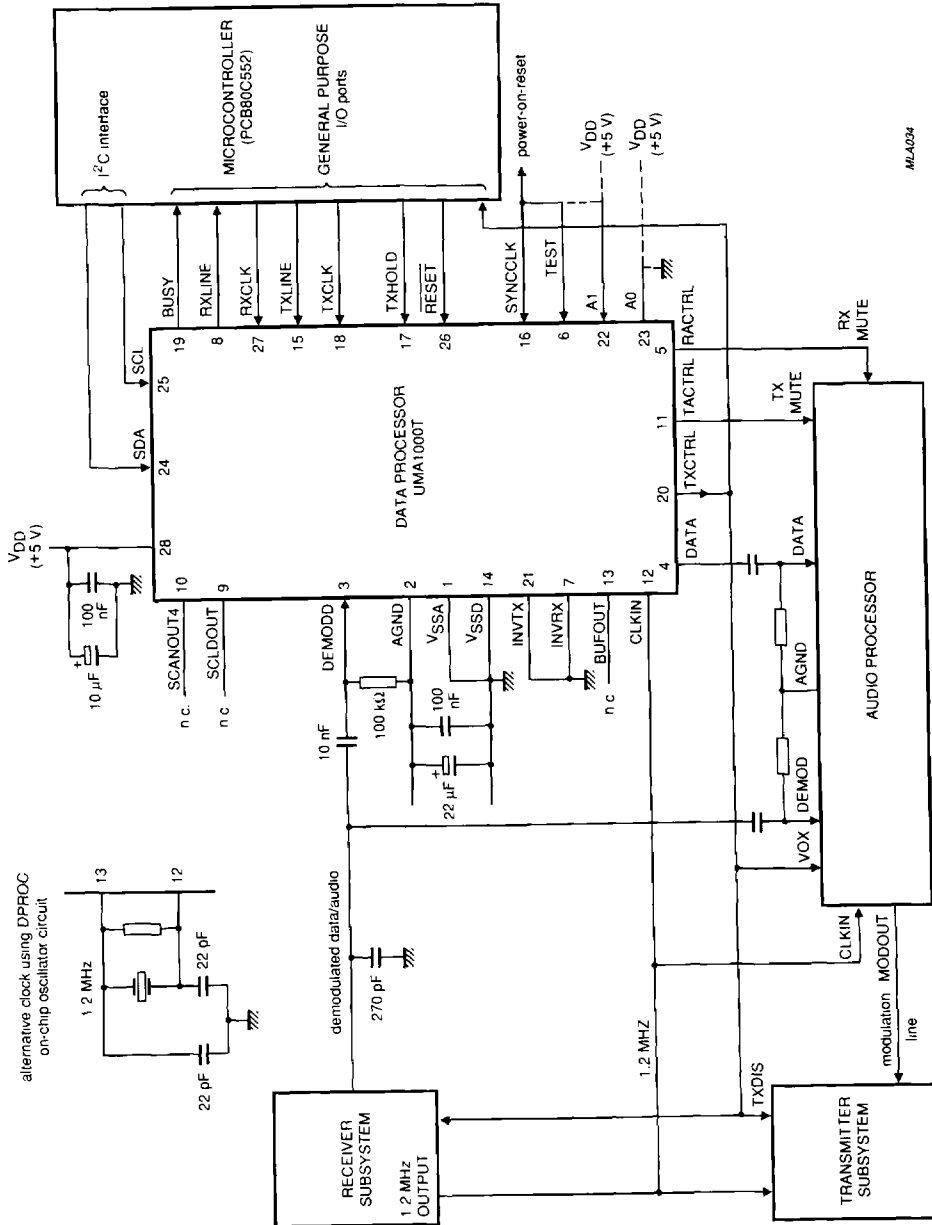 alternative clock using DPROC
on-chip oscillator circuit
1 2 MHz
13
12
22 pF
22 pF
VDD
(+5 V)
10 µF
+
100
nF
n c.
SCANOUT4
10
n c
SCLDOUT
9
28
SDA
24
SCL
25
I2C interface
MICROCONTROLLER
(PCB80C552)
GENERAL PURPOSE
I/O ports
BUSY
19
RXLINE
8
RXCLK
27
TXLINE
15
TXCLK
18
TXHOLD
17
RESET
26
SYNCCLK
16
power-on-reset
TEST
6
A1
22
VDD
(+5 V)
A0
23
VDD
(+5 V)
DATA PROCESSOR
UMA1000T
DEMODD
3
AGND
2
VSSA
1
VSSD
14
INVTX
21
INVRX
7
BUFOUT
13
n c
CLKIN
12
10 nF
100 kΩ
100
nF
22 µF
+
4
DATA
20
TXCTRL
11
TACTRL
5
RACTRL
TX
MUTE
RX
MUTE
demodulated data/audio
270 pF
RECEIVER
SUBSYSTEM
1 2 MHz
OUTPUT
1.2 MHZ
TXDIS
TRANSMITTER
SUBSYSTEM
modulation
line
MODOUT
CLKIN
VOX
DEMOD
AGND
DATA
AUDIO PROCESSOR
MLA034